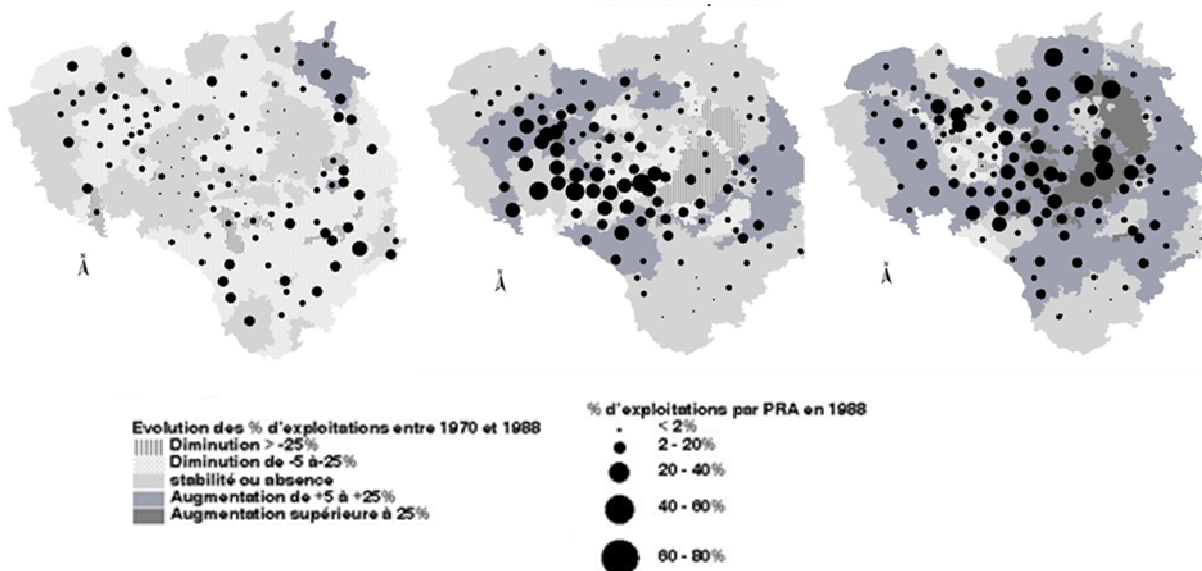 N
N
N
Evolution des % d'exploitations entre 1970 et 1988
Diminution > -25%
Diminution de -5 à -25%
stabilité ou absence
Augmentation de +5 à +25%
Augmentation supérieure à 25%
% d'exploitations par PRA en 1988
< 2%
2 - 20%
20 - 40%
40 - 60%
60 - 80%